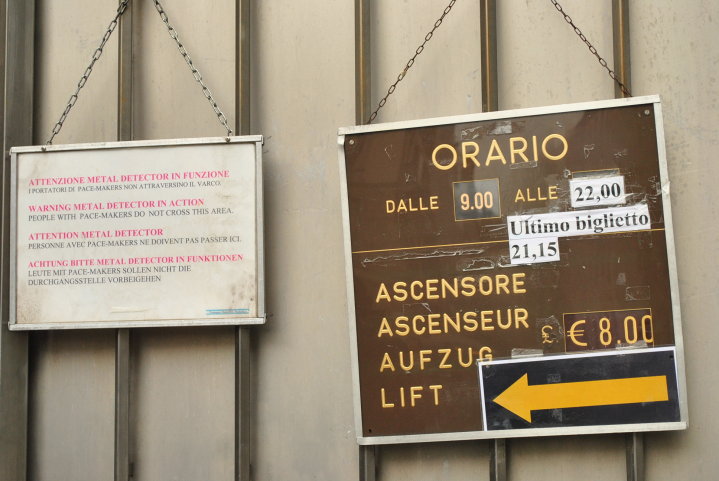 ATTENZIONE METAL DETECTOR IN FUNZIONE
I PORTATORI DI PACE-MAKERS NON ATTRAVERSINO IL VARCO.
WARNING METAL DETECTOR IN ACTION
PEOPLE WITH PACE-MAKERS DO NOT CROSS THIS AREA.
ATTENTION METAL DETECTOR
PERSONNE AVEC PACE-MAKERS NE DOIVENT PAS PASSER ICI.
ACHTUNG BITTE METAL DETECTOR IN FUNKTIONEN
LEUTE MIT PACE-MAKERS SOLLEN NICHT DIE
DURCHGANGSSTELLE VORBEIGEHEN
ORARIO
DALLE 9.00 ALLE 22,00
Ultimo biglietto
21,15
ASCENSORE
ASCENSEUR £ € 8.00
AUFZUG
LIFT